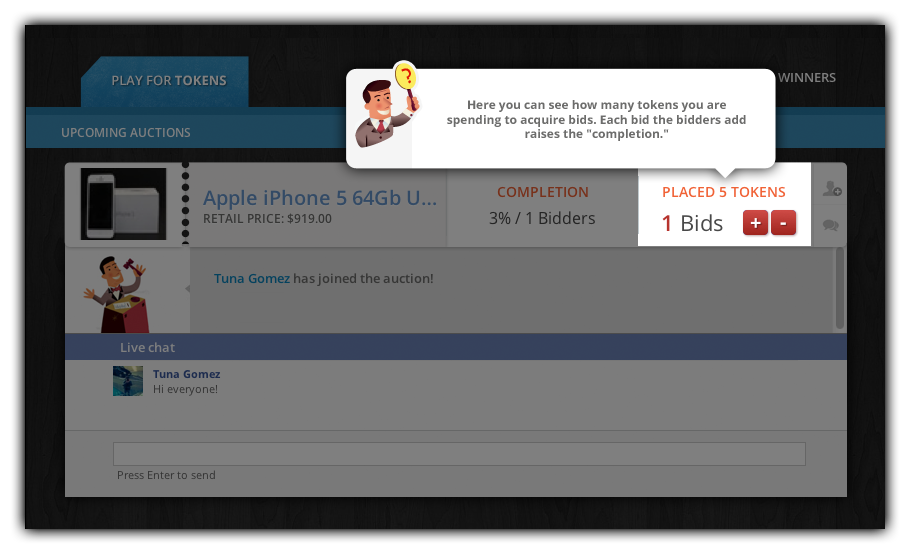 PLAY FOR TOKENS
WINNERS
?
Here you can see how many tokens you are
spending to acquire bids. Each bid the bidders add
raises the "completion."
UPCOMING AUCTIONS
Apple iPhone 5 64Gb U...
RETAIL PRICE: $919.00
COMPLETION
3% / 1 Bidders
PLACED 5 TOKENS
1 Bids + -
Tuna Gomez has joined the auction!
Live chat
Tuna Gomez
Hi everyone!
Press Enter to send